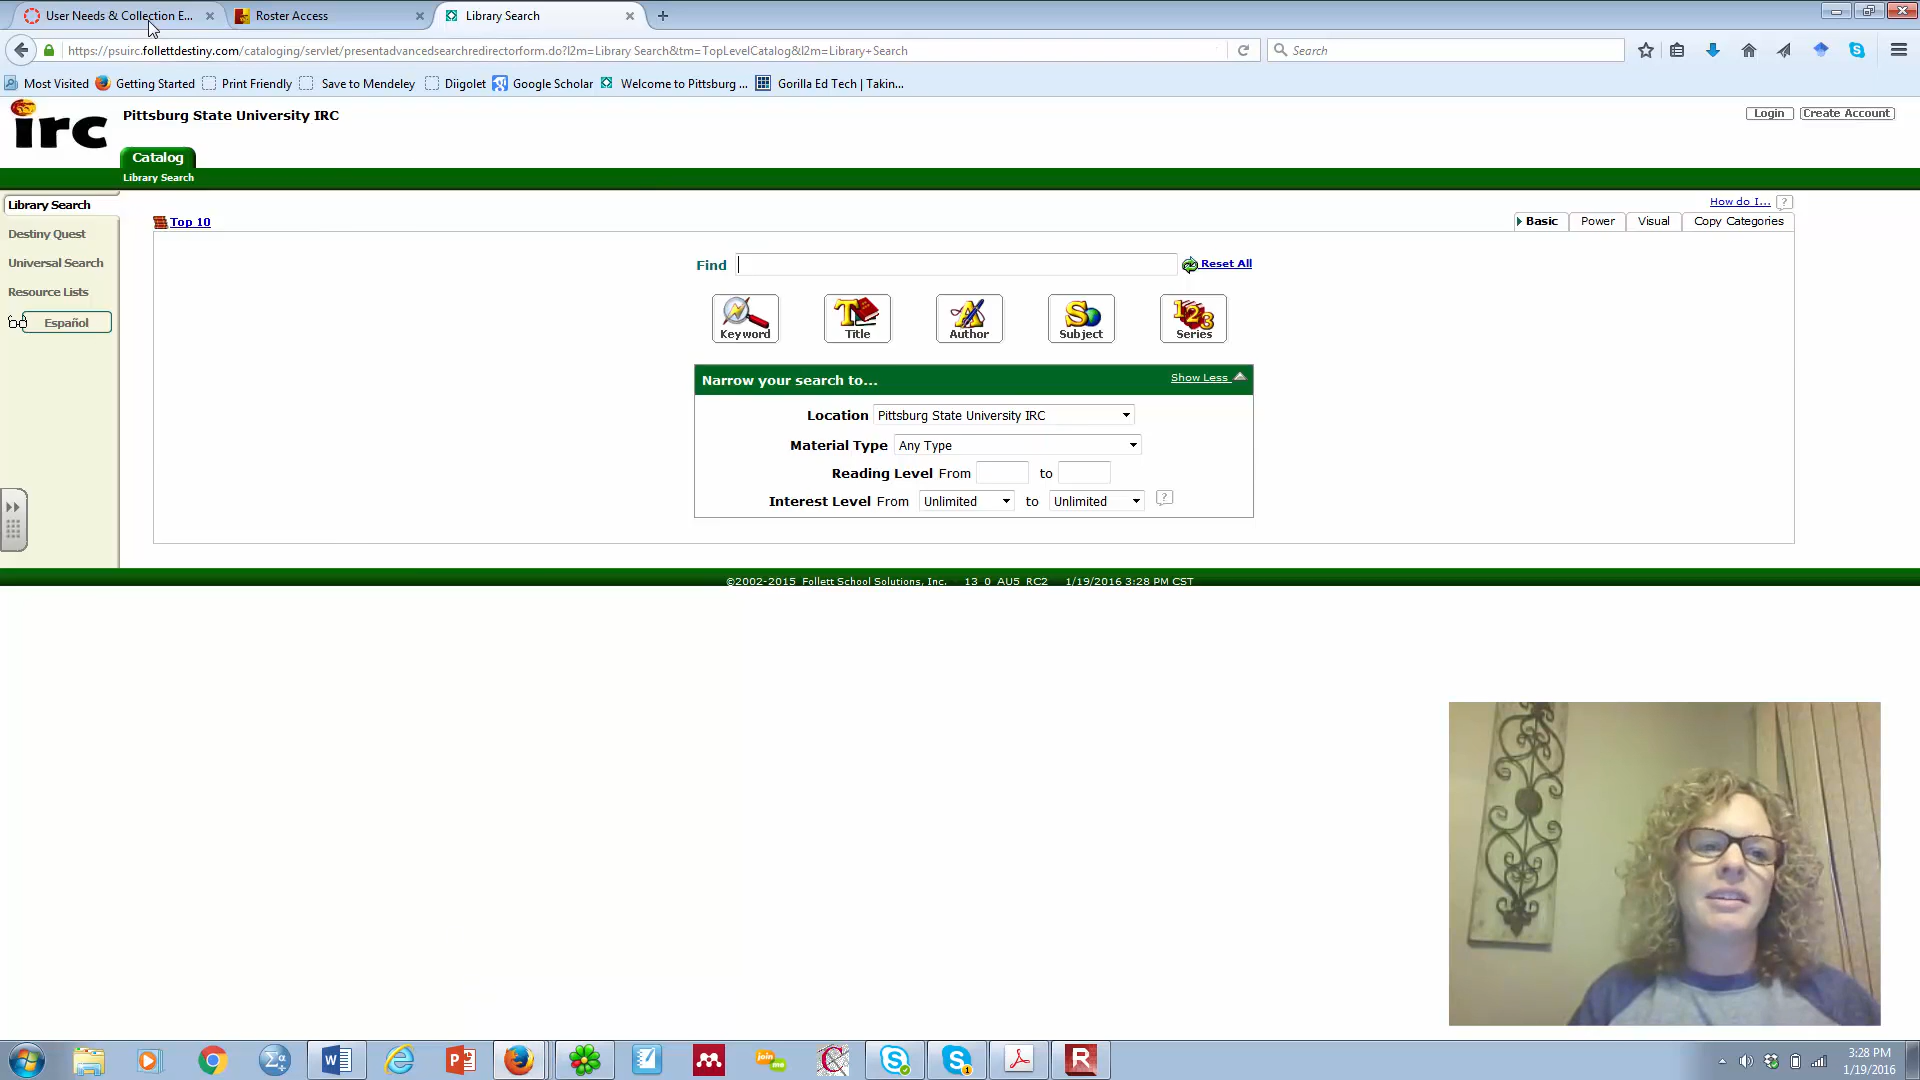 User Needs & Collection E...
Roster Access
Library Search
https://psuirc.follettdestiny.com/cataloging/servlet/presentadvancedsearchredirectorform.do?l2m=Library Search&tm=TopLevelCatalog&l2m=Library+Search
Search
Most Visited
Getting Started
Print Friendly
Save to Mendeley
Diigolet
Google Scholar
Welcome to Pittsburg ...
Gorilla Ed Tech | Takin...
irc
Pittsburg State University IRC
Login
Create Account
Catalog
Library Search
Library Search
Destiny Quest
Universal Search
Resource Lists
Español
Top 10
How do I...
?
Basic
Power
Visual
Copy Categories
Find
Reset All
Keyword
Title
Author
Subject
Series
Narrow your search to...
Show Less
Location Pittsburg State University IRC
Material Type Any Type
Reading Level From to
Interest Level From Unlimited to Unlimited ?
©2002-2015 Follett School Solutions, Inc. 13_0_AU5_RC2 1/19/2016 3:28 PM CST
3:28 PM
1/19/2016